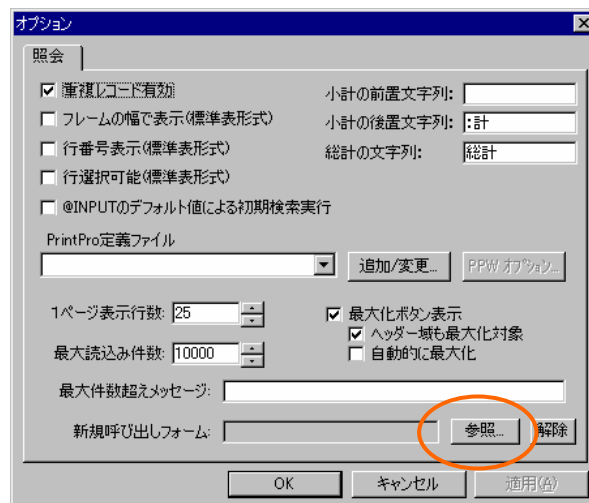 オプション
照会
重複レコード有効
小計の前置文字列:
フレームの幅で表示(標準表形式)
小計の後置文字列: :計
行番号表示(標準表形式)
総計の文字列: 総計
行選択可能(標準表形式)
@INPUTのデフォルト値による初期検索実行
PrintPro定義ファイル
追加/変更... PPW オプション...
1ページ表示行数: 25
最大化ボタン表示
ヘッダー域も最大化対象
最大読込み件数: 10000
自動的に最大化
最大件数超えメッセージ:
新規呼び出しフォーム: 参照... 解除
OK キャンセル 適用(A)